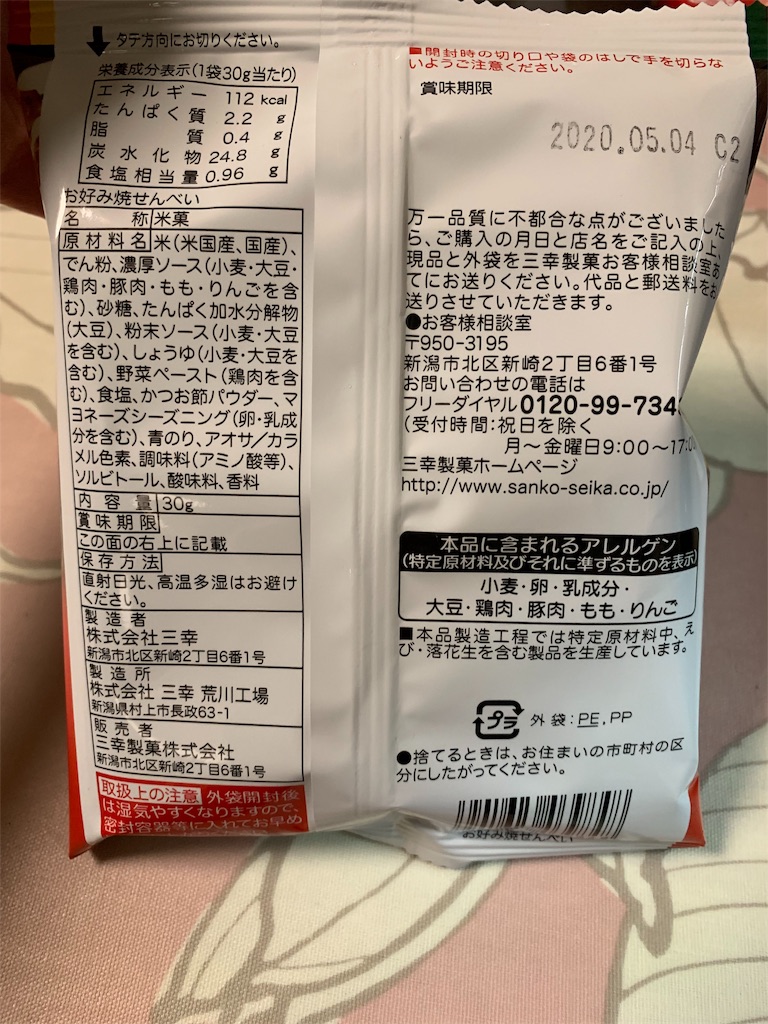 タテ方向にお切りください。
栄養成分表示(1袋30g当たり)
エネルギー 112 kcal
たんぱく質 2.2 g
脂質 0.4 g
炭水化物 24.8 g
食塩相当量 0.96 g
お好み焼せんべい
名称 米菓
原材料名 米(米国産、国産)、
でん粉、濃厚ソース(小麦・大豆・
鶏肉・豚肉・もも・りんごを含
む)、砂糖、たんぱく加水分解物
(大豆)、粉末ソース(小麦・大豆
を含む)、しょうゆ(小麦・大豆を
含む)、野菜ペースト(鶏肉を含
む)、食塩、かつお節パウダー、マ
ヨネーズシーズニング(卵・乳成
分を含む)、青のり、アオサ/カラ
メル色素、調味料(アミノ酸等)、
ソルビトール、酸味料、香料
内容量 30g
賞味期限
この面の右上に記載
保存方法
直射日光、高温多湿はお避け
ください。
製造者
株式会社三幸
新潟市北区新崎2丁目6番1号
製造所
株式会社 三幸 荒川工場
新潟県村上市長政63-1
販売者
三幸製菓株式会社
新潟市北区新崎2丁目6番1号
取扱上の注意 外袋開封後
は湿気やすくなりますので、
密封容器等に入れてお早め
■開封時の切り口や袋のはしで手を切らな
いようご注意ください。
賞味期限
2020.05.04 C2
万一品質に不都合な点がございました
ら、ご購入の月日と店名をご記入の上、
現品と外袋を三幸製菓お客様相談室あ
てにお送りください。代品と郵送料をお
送りさせていただきます。
●お客様相談室
〒950-3195
新潟市北区新崎2丁目6番1号
お問い合わせの電話は
フリーダイヤル0120-99-734
(受付時間:祝日を除く
月~金曜日9:00~17:0
三幸製菓ホームページ
http://www.sanko-seika.co.jp/
本品に含まれるアレルゲン
(特定原材料及びそれに準ずるものを表示)
小麦・卵・乳成分・
大豆・鶏肉・豚肉・もも・りんご
■本品製造工程では特定原材料中、え
び・落花生を含む製品を生産しています。
プラ 外袋:PE,PP
●捨てるときは、お住まいの市町村の区
分にしたがってください。
お好み焼せんべい